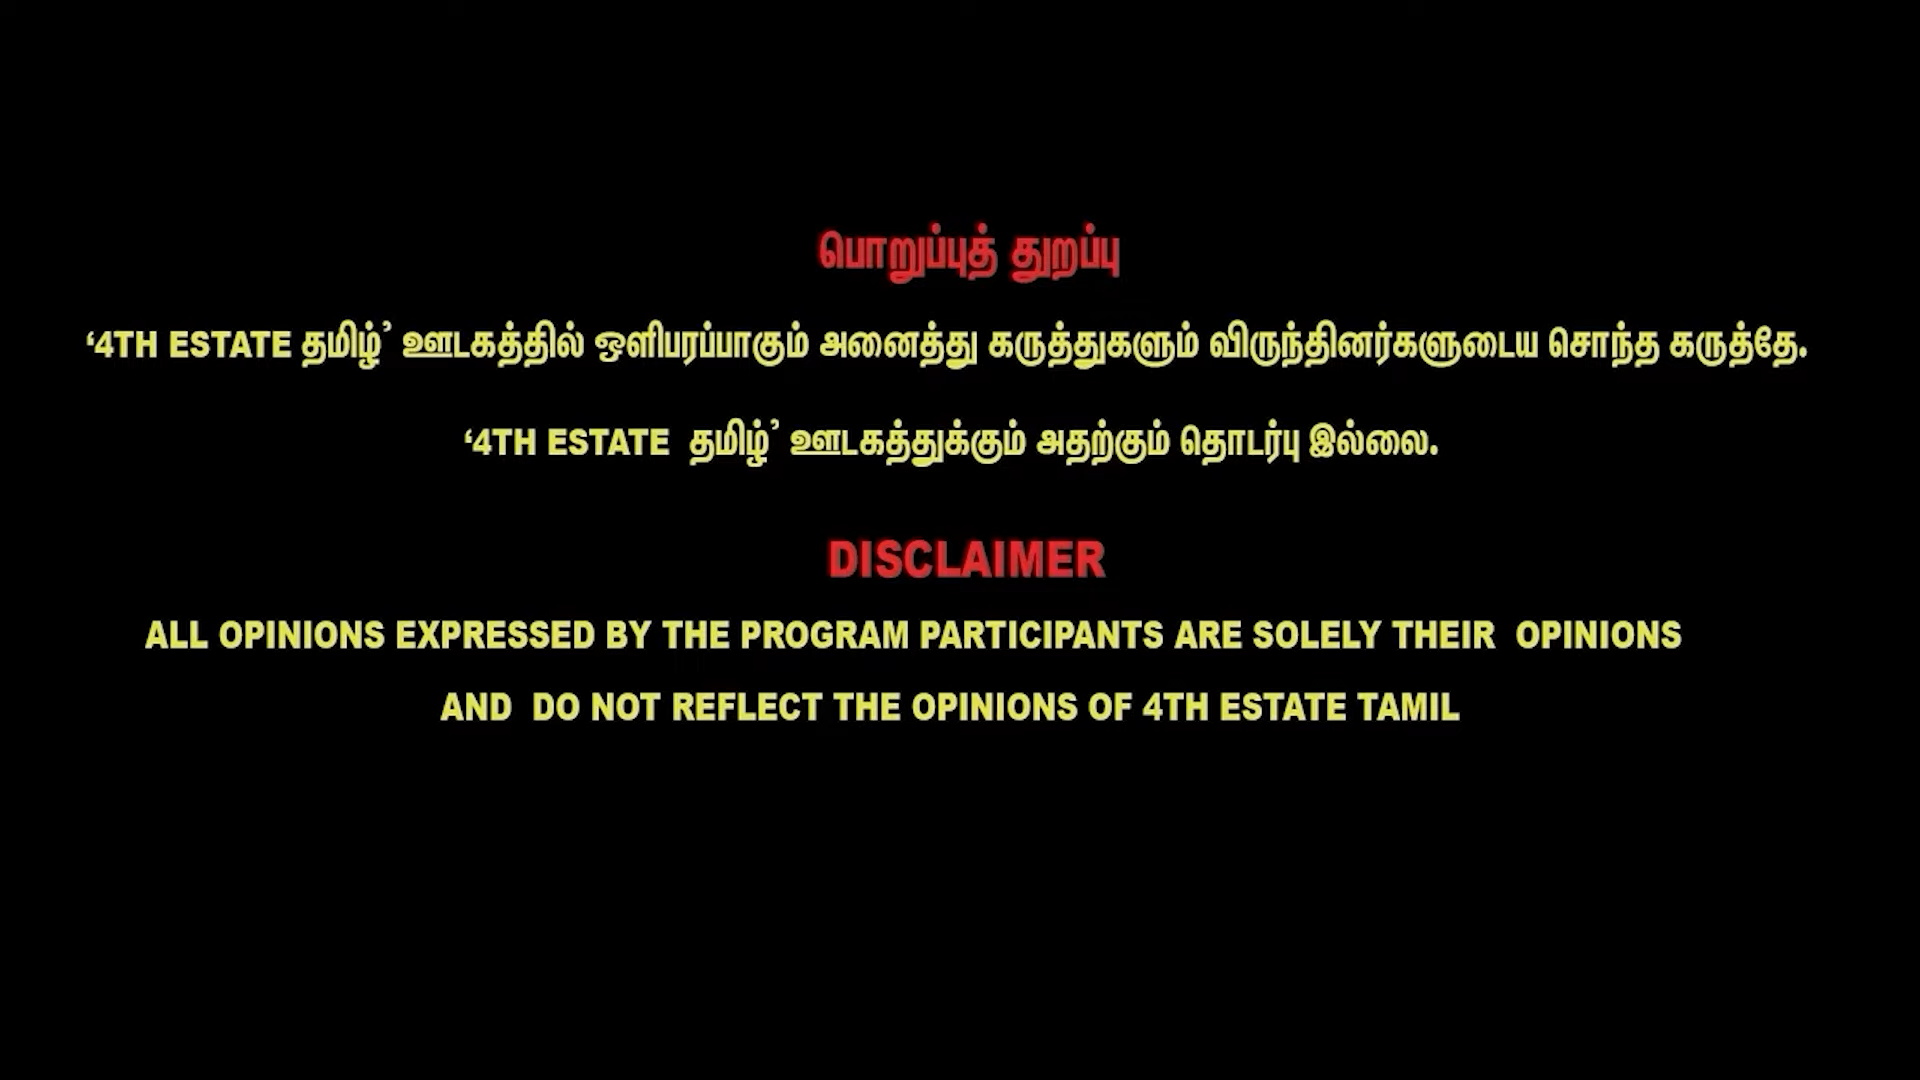 பொறுப்புத் துறப்பு
‘4TH ESTATE தமிழ்’ ஊடகத்தில் ஒளிபரப்பாகும் அனைத்து கருத்துகளும் விருந்தினர்களுடைய சொந்த கருத்தே.
‘4TH ESTATE தமிழ்’ ஊடகத்துக்கும் அதற்கும் தொடர்பு இல்லை.
DISCLAIMER
ALL OPINIONS EXPRESSED BY THE PROGRAM PARTICIPANTS ARE SOLELY THEIR OPINIONS
AND DO NOT REFLECT THE OPINIONS OF 4TH ESTATE TAMIL